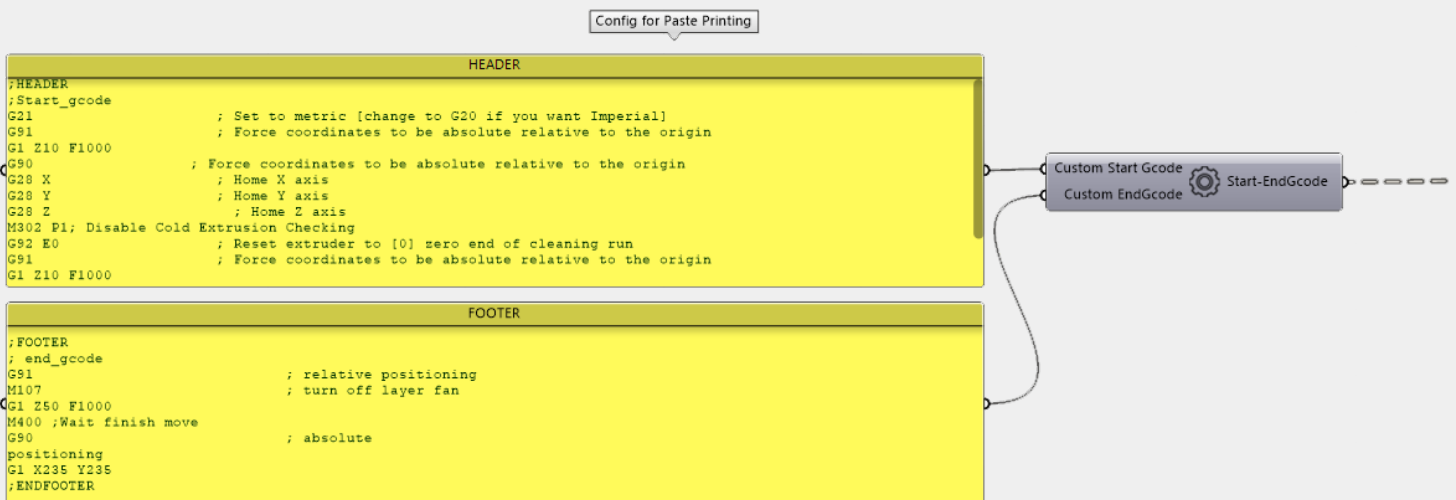 Config for Paste Printing
HEADER
;HEADER
;Start_gcode
G21 ; Set to metric [change to G20 if you want Imperial]
G91 ; Force coordinates to be absolute relative to the origin
G1 Z10 F1000
G90 ; Force coordinates to be absolute relative to the origin
G28 X ; Home X axis
G28 Y ; Home Y axis
G28 Z ; Home Z axis
M302 P1; Disable Cold Extrusion Checking
G92 E0 ; Reset extruder to [0] zero end of cleaning run
G91 ; Force coordinates to be absolute relative to the origin
G1 Z10 F1000
Custom Start Gcode
Custom EndGcode
Start-EndGcode
FOOTER
;FOOTER
; end_gcode
G91 ; relative positioning
M107 ; turn off layer fan
G1 Z50 F1000
M400 ;Wait finish move
G90 ; absolute
positioning
G1 X235 Y235
;ENDFOOTER